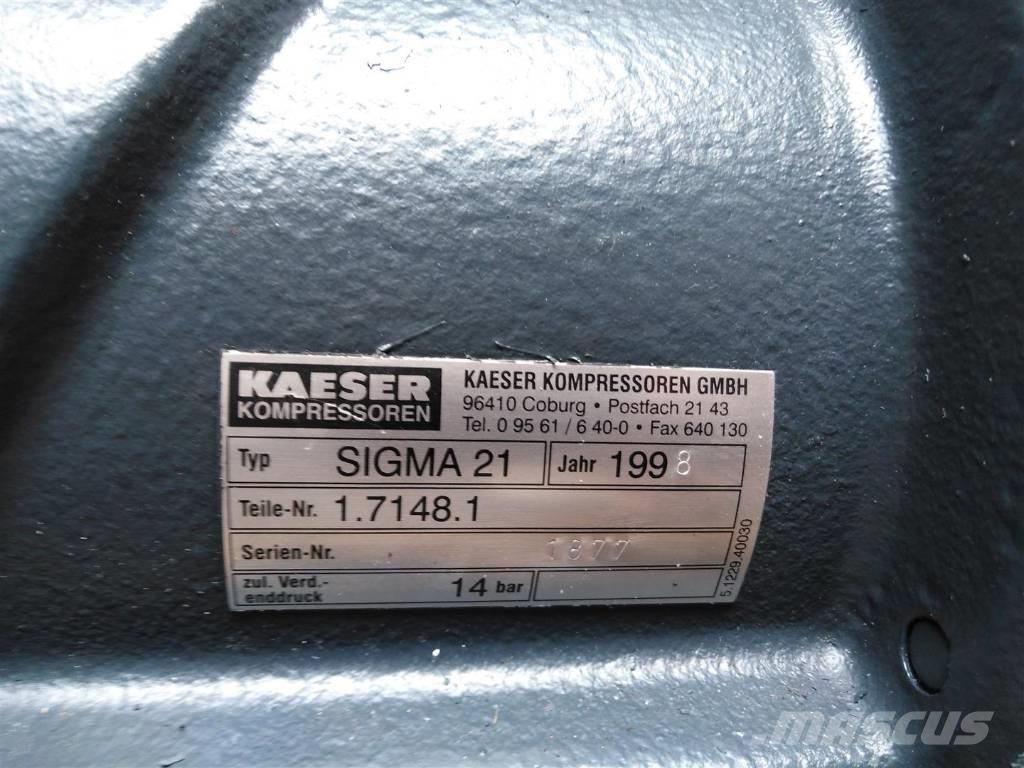 KAESER
KOMPRESSOREN
KAESER KOMPRESSOREN GMBH
96410 Coburg • Postfach 21 43
Tel. 0 95 61 / 6 40-0 • Fax 640 130
Typ SIGMA 21 Jahr 1998
Teile-Nr. 1.7148.1
Serien-Nr. 1877
zul. Verd.-
enddruck 14 bar
5.1229.40030
MASCUS